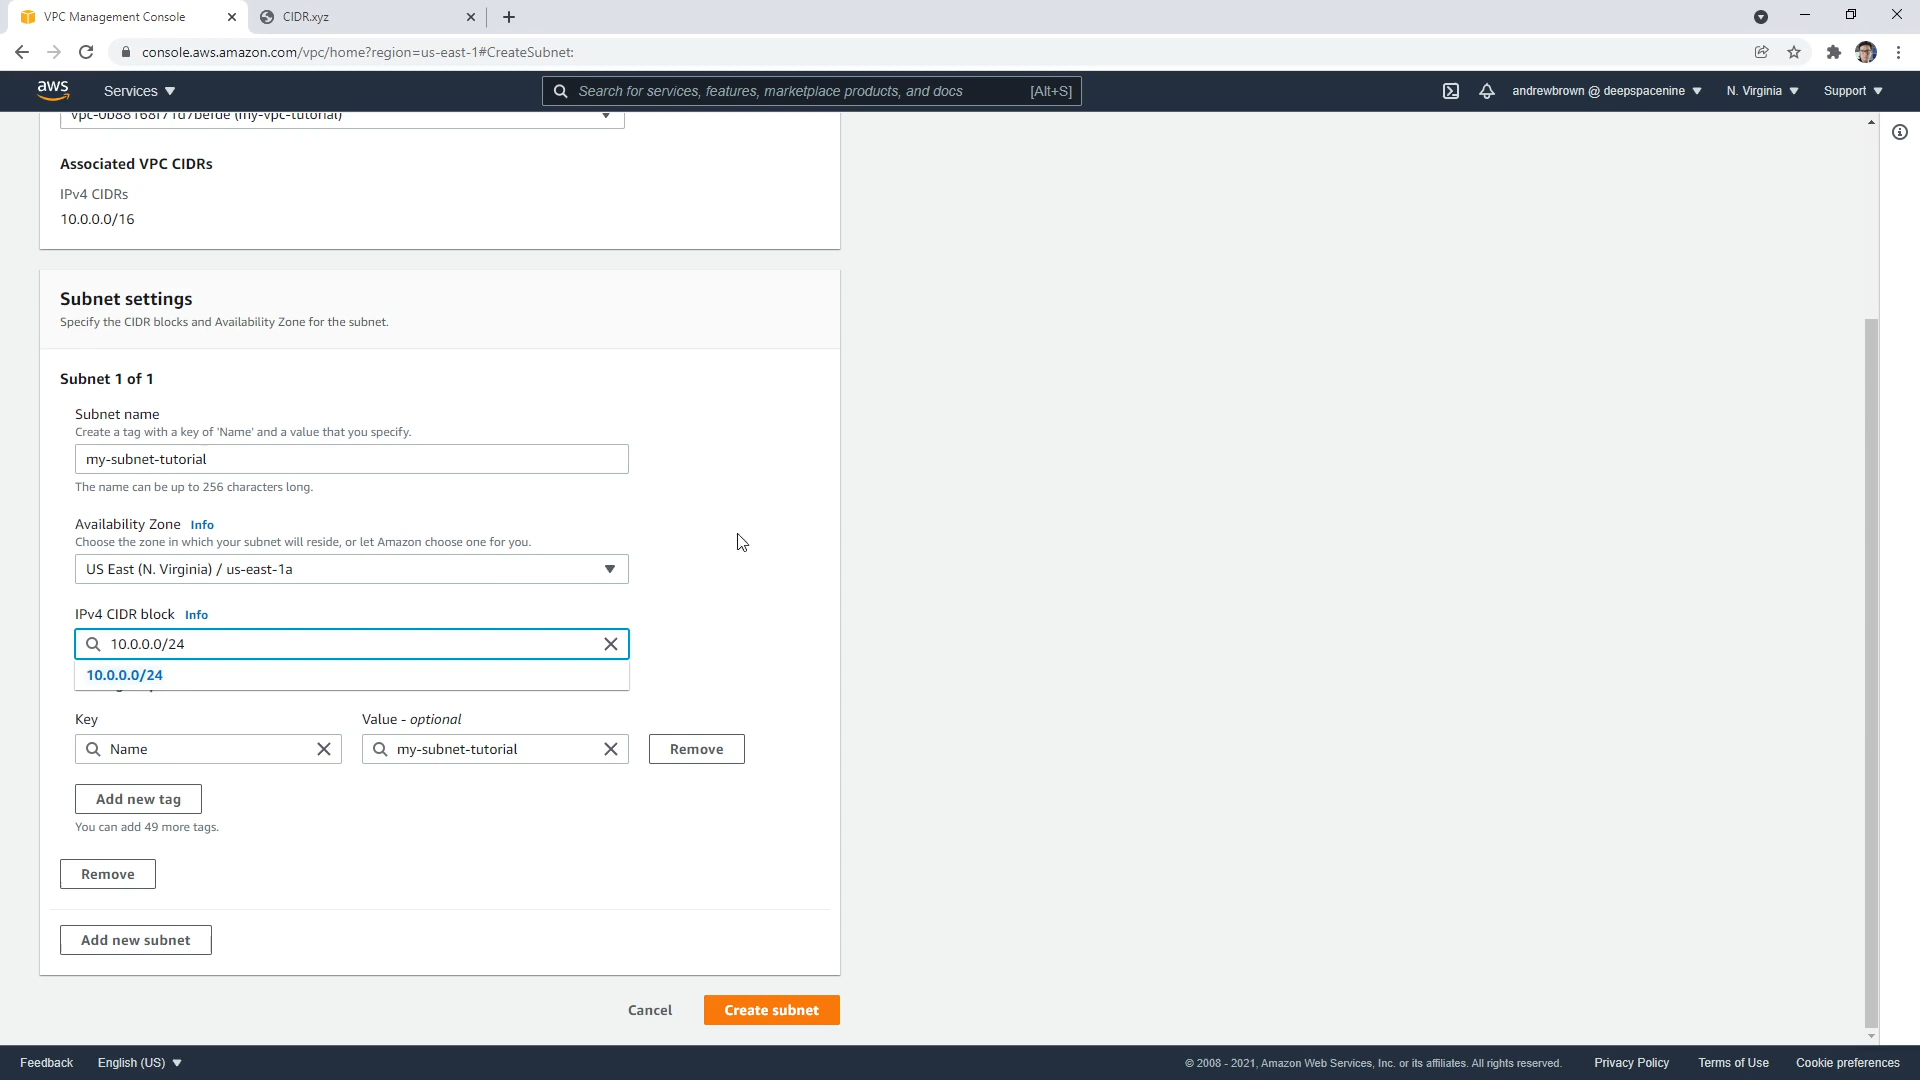 VPC Management Console
CIDR.xyz
console.aws.amazon.com/vpc/home?region=us-east-1#CreateSubnet:
aws
Services
Search for services, features, marketplace products, and docs
[Alt+S]
andrewbrown @ deepspacenine
N. Virginia
Support
(my-vpc-tutorial)
Associated VPC CIDRs
IPv4 CIDRs
10.0.0.0/16
Subnet settings
Specify the CIDR blocks and Availability Zone for the subnet.
Subnet 1 of 1
Subnet name
Create a tag with a key of 'Name' and a value that you specify.
my-subnet-tutorial
The name can be up to 256 characters long.
Availability Zone Info
Choose the zone in which your subnet will reside, or let Amazon choose one for you.
US East (N. Virginia) / us-east-1a
IPv4 CIDR block Info
10.0.0.0/24
10.0.0.0/24
Key
Value - optional
Name
my-subnet-tutorial
Remove
Add new tag
You can add 49 more tags.
Remove
Add new subnet
Cancel
Create subnet
Feedback
English (US)
© 2008 - 2021, Amazon Web Services, Inc. or its affiliates. All rights reserved.
Privacy Policy
Terms of Use
Cookie preferences